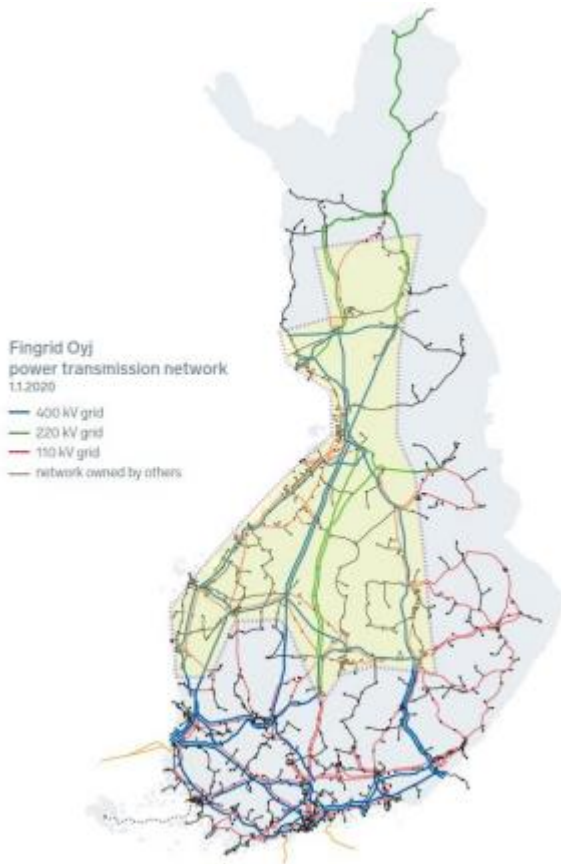 Fingrid Oyj
power transmission network
1.1.2020
400 kV grid
220 kV grid
110 kV grid
network owned by others